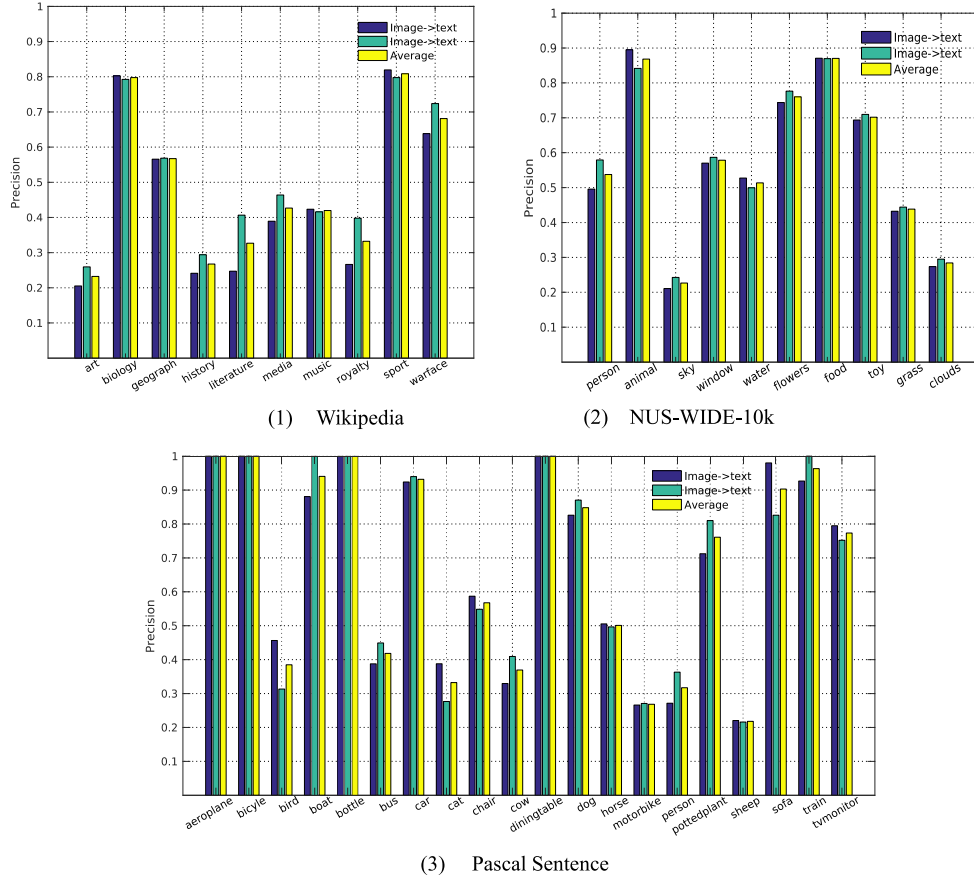 1
0.9
0.8
0.7
0.6
0.5
0.4
0.3
0.2
0.1
Precision
Image->text
Image->text
Average
art
biology
geograph
history
literature
media
music
royalty
sport
warface
(1) Wikipedia
1
0.9
0.8
0.7
0.6
0.5
0.4
0.3
0.2
0.1
Precision
Image->text
Image->text
Average
person
animal
sky
window
water
flowers
food
toy
grass
clouds
(2) NUS-WIDE-10k
1
0.9
0.8
0.7
0.6
0.5
0.4
0.3
0.2
0.1
Precision
Image->text
Image->text
Average
aeroplane
bicyle
bird
boat
bottle
bus
car
cat
chair
cow
diningtable
dog
horse
motorbike
person
pottedplant
sheep
sofa
train
tvmonitor
(3) Pascal Sentence